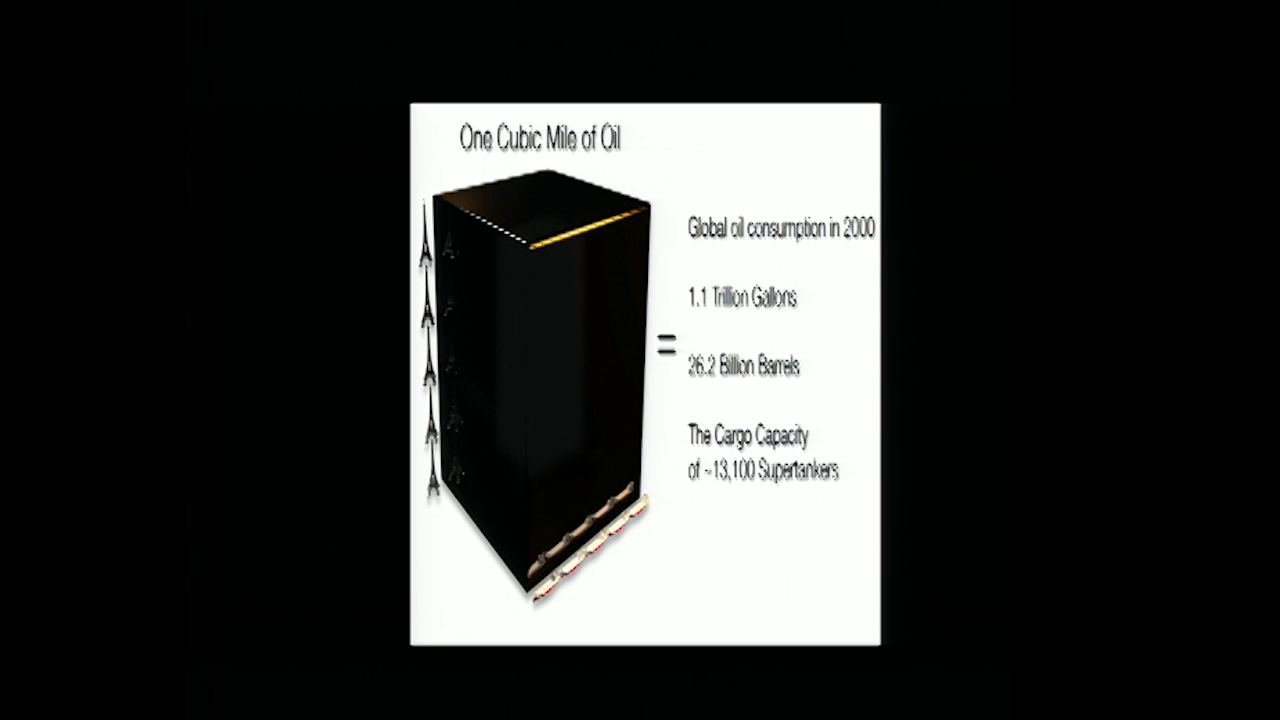 One Cubic Mile of Oil
Global oil consumption in 2000
1.1 Trillion Gallons
=
26.2 Billion Barrels
The Cargo Capacity
of ~13,100 Supertankers